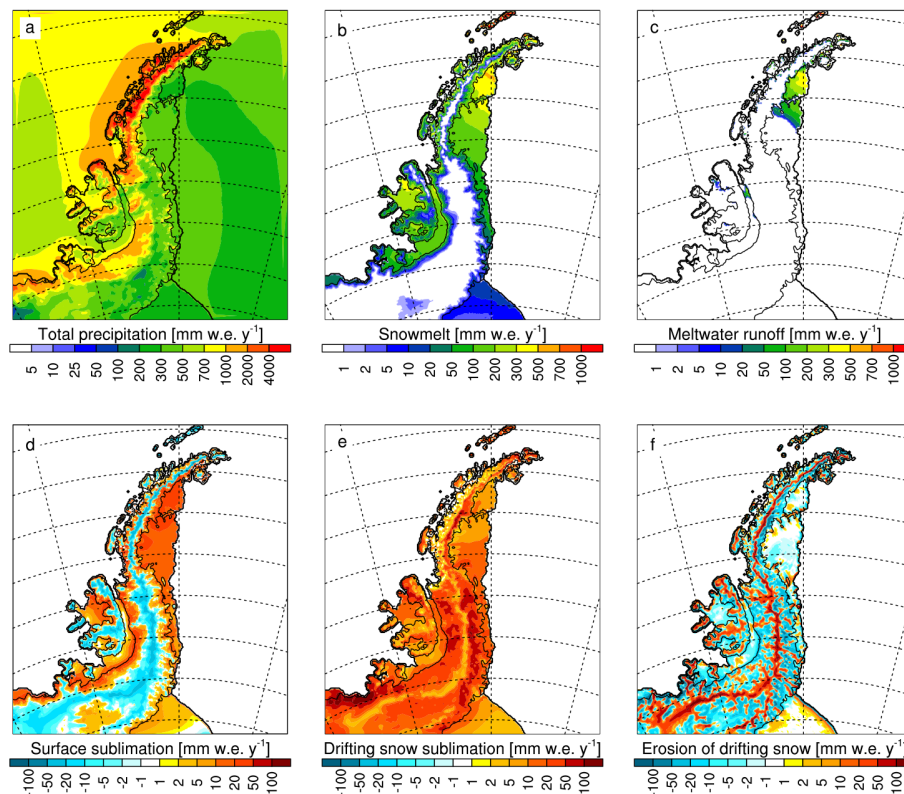 a
b
c
Total precipitation [mm w.e. y-1]
Snowmelt [mm w.e. y-1]
Meltwater runoff [mm w.e. y-1]
5 25 50 100 200 300 500 700 1000 2000 4000
1 2 5 10 20 50 100 200 300 500 1000
1 2 5 10 20 50 100 200 300 500 1000
d
e
f
Surface sublimation [mm w.e. y-1]
Drifting snow sublimation [mm w.e. y-1]
Erosion of drifting snow [mm w.e. y-1
-100 -50 -20 -10 -5 -2 -1 1 2 5 10 20 50 100
-100 -50 -20 -10 -5 -2 -1 1 2 5 10 20 50 100
-100 -50 -20 -10 -5 -2 -1 1 2 5 10 20 50 100